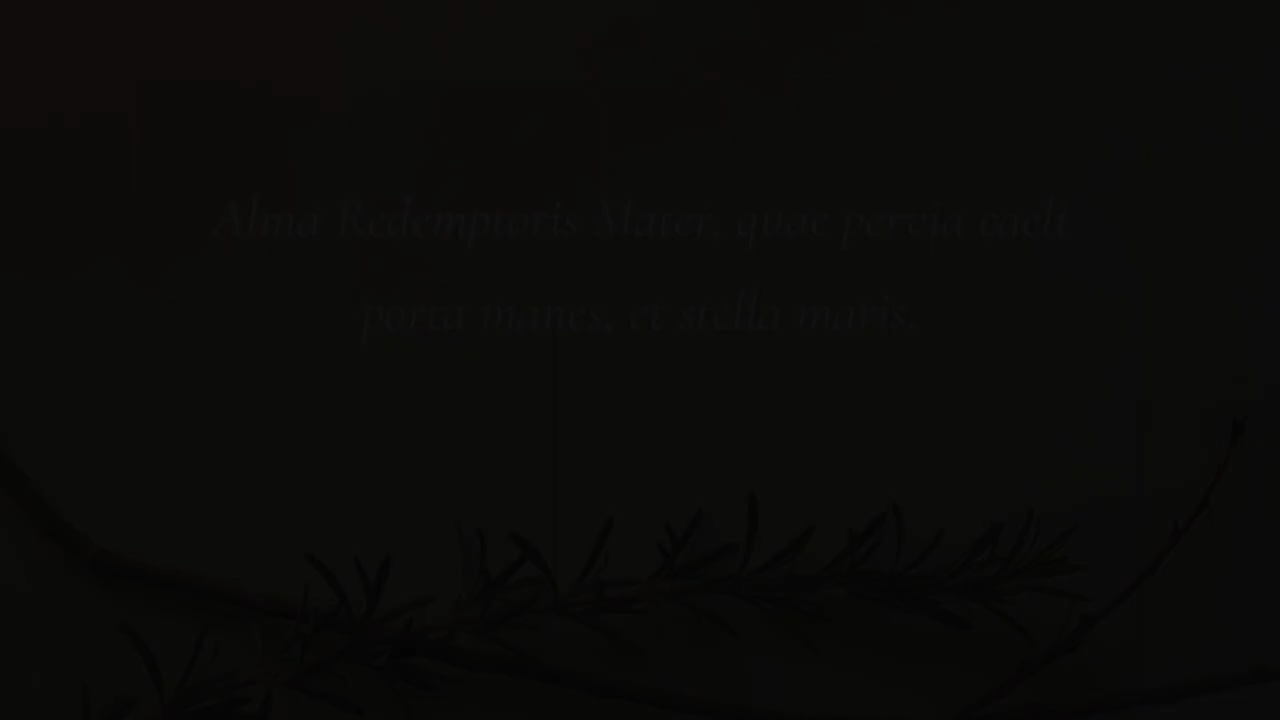 Alma Redemptoris Mater, quae pervia caeli
porta manes, et stella maris.